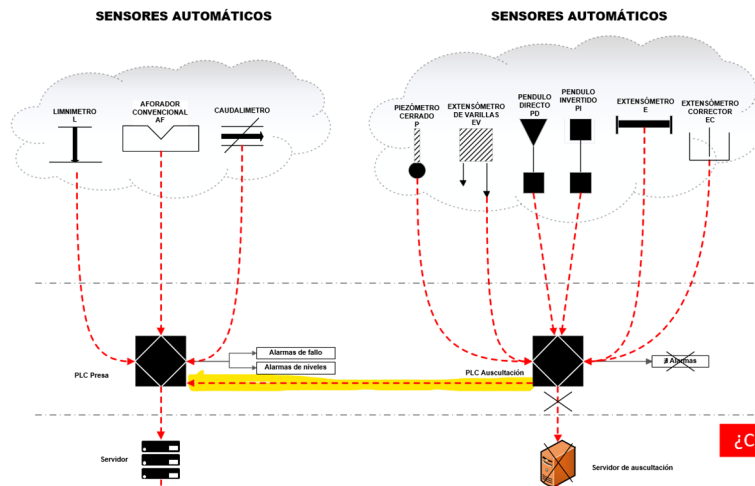 SENSORES AUTOMÁTICOS
LIMNIMETRO
L
AFORADOR
CONVENCIONAL
AF
CAUDALIMETRO
SENSORES AUTOMÁTICOS
PIEZÓMETRO
CERRADO
P
EXTENSÓMETRO
DE VARILLAS
EV
PENDULO
DIRECTO
PD
PENDULO
INVERTIDO
PI
EXTENSÓMETRO
E
EXTENSÓMETRO
CORRECTOR
EC
PLC Presa
Alarmas de fallo
Alarmas de niveles
PLC Auscultación
∄ Alarmas
Servidor
Servidor de auscultación
¿C